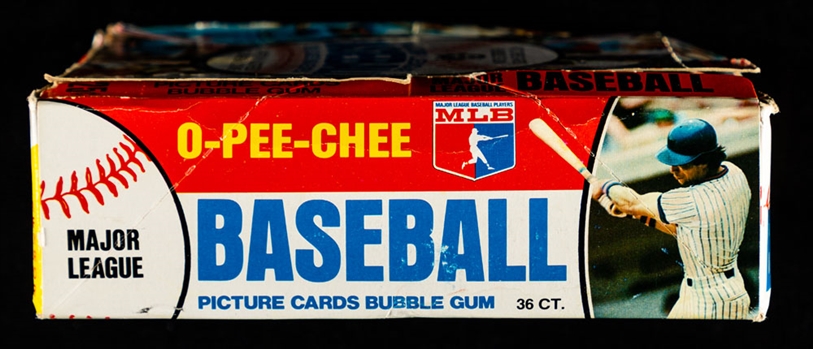 BUBBLE GUM
LEAGUE BASEBALL
O-PEE-CHEE
MAJOR LEAGUE BASEBALL PLAYERS
MLB
MAJOR
LEAGUE
BASEBALL
PICTURE CARDS BUBBLE GUM 36 CT.